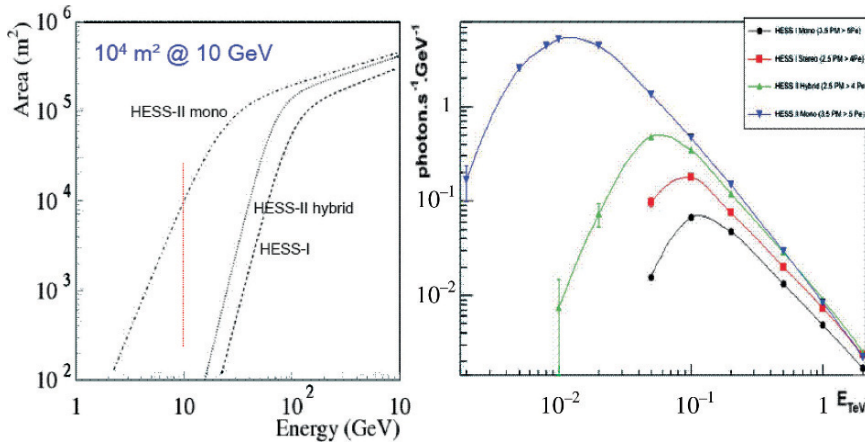 Area (m²)
10⁶
10⁵
10⁴
10³
10²
10⁴ m² @ 10 GeV
HESS-II mono
HESS-II hybrid
HESS-I
1
10
10²
10
Energy (GeV)
photon.s⁻¹.GeV⁻¹
1
10⁻¹
10⁻²
HESS I Mono (3.5 PM > 5Pe)
HESS I Stereo (2.5 PM > 4Pe)
HESS II Hybrid (2.5 PM > 4 Pe)
HESS II Mono (3.5 PM > 5 Pe)
10⁻²
10⁻¹
1
E TeV